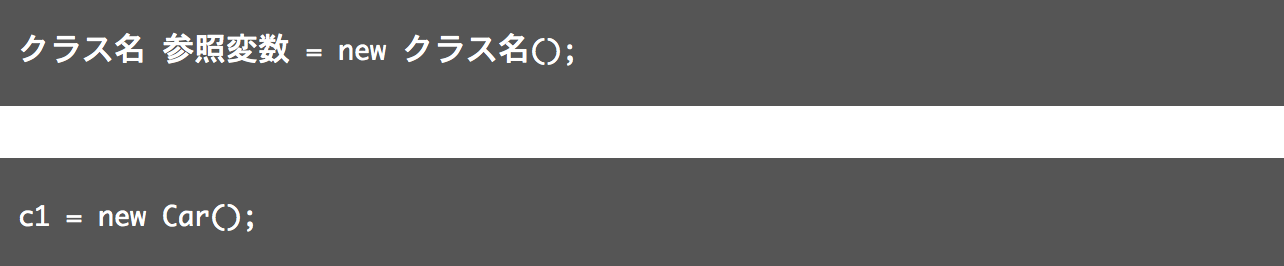 クラス名 参照変数 = new クラス名();
c1 = new Car();